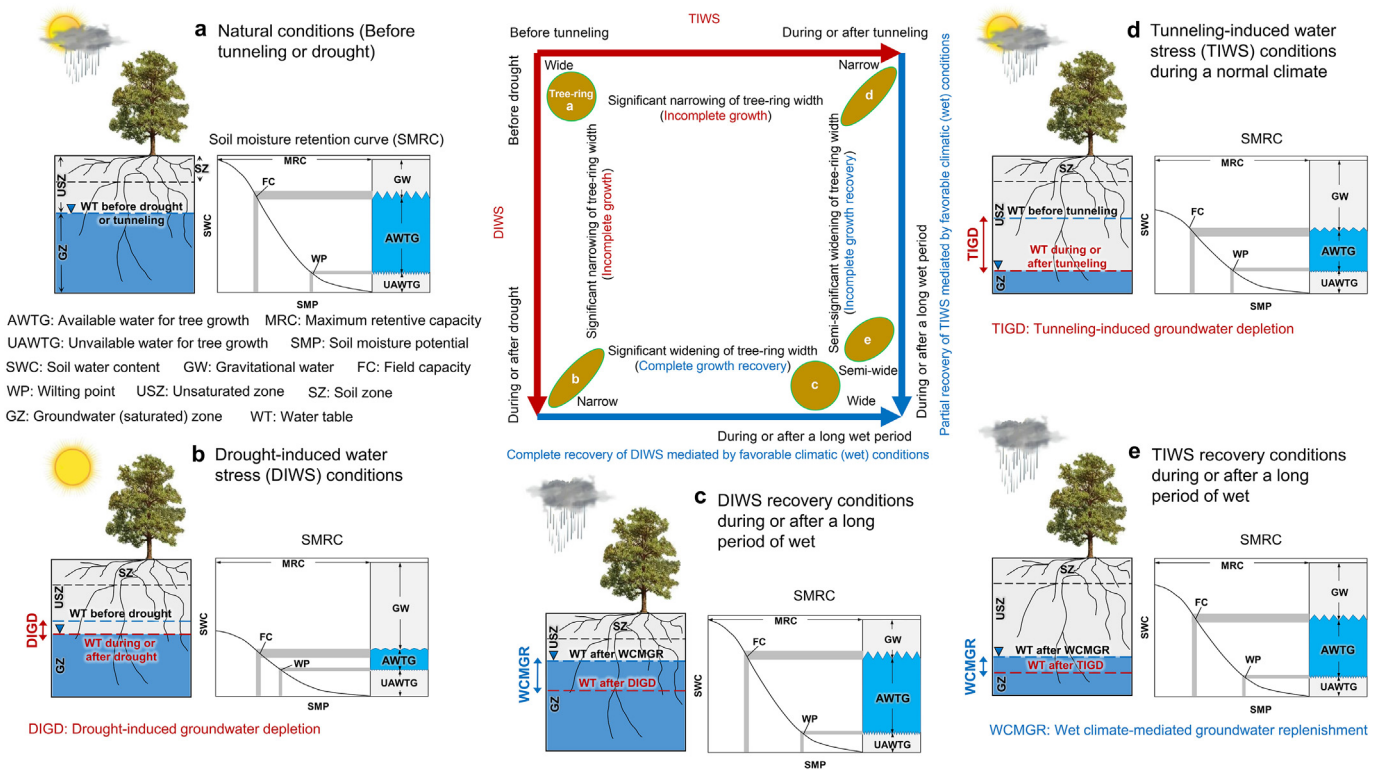 a Natural conditions (Before
tunneling or drought)
Soil moisture retention curve (SMRC)
USZ
SZ
WT before drought
or tunneling
GZ
MRC
GW
FC
SWC
AWTG
WP
UAWTG
SMP
AWTG: Available water for tree growth MRC: Maximum retentive capacity
UAWTG: Unvailable water for tree growth SMP: Soil moisture potential
SWC: Soil water content GW: Gravitational water FC: Field capacity
WP: Wilting point USZ: Unsaturated zone SZ: Soil zone
GZ: Groundwater (saturated) zone WT: Water table
TIWS
Before tunneling During or after tunneling
Before drought
Wide
Tree-ring
a
Narrow
d
Significant narrowing of tree-ring width
(Incomplete growth)
DIWS
Significant narrowing of tree-ring width
(Incomplete growth)
Semi-significant widening of tree-ring width
(Incomplete growth recovery)
During or after drought
Significant widening of tree-ring width
(Complete growth recovery)
b
Narrow
e
Semi-wide
c
Wide
During or after a long wet period
Partial recovery of TIWS mediated by favorable climatic (wet) conditions
During or after a long wet period
Complete recovery of DIWS mediated by favorable climatic (wet) conditions
d Tunneling-induced water
stress (TIWS) conditions
during a normal climate
SMRC
SZ
USZ
WT before tunneling
TIGD
WT during or
after tunneling
GZ
MRC
GW
FC
SWC
AWTG
WP
UAWTG
SMP
TIGD: Tunneling-induced groundwater depletion
b Drought-induced water
stress (DIWS) conditions
SMRC
SZ
USZ
WT before drought
DIGD
WT during or
after drought
GZ
MRC
GW
SWC
FC
WP
AWTG
UAWTG
SMP
DIGD: Drought-induced groundwater depletion
c DIWS recovery conditions
during or after a long
period of wet
SMRC
SZ
USZ
WT after WCMGR
WCMGR
WT after DIGD
GZ
MRC
GW
FC
SWC
AWTG
WP
UAWTG
SMP
e TIWS recovery conditions
during or after a long
period of wet
SMRC
SZ
USZ
WT after WCMGR
WCMGR
WT after TIGD
GZ
MRC
GW
FC
SWC
AWTG
WP
UAWTG
SMP
WCMGR: Wet climate-mediated groundwater replenishment